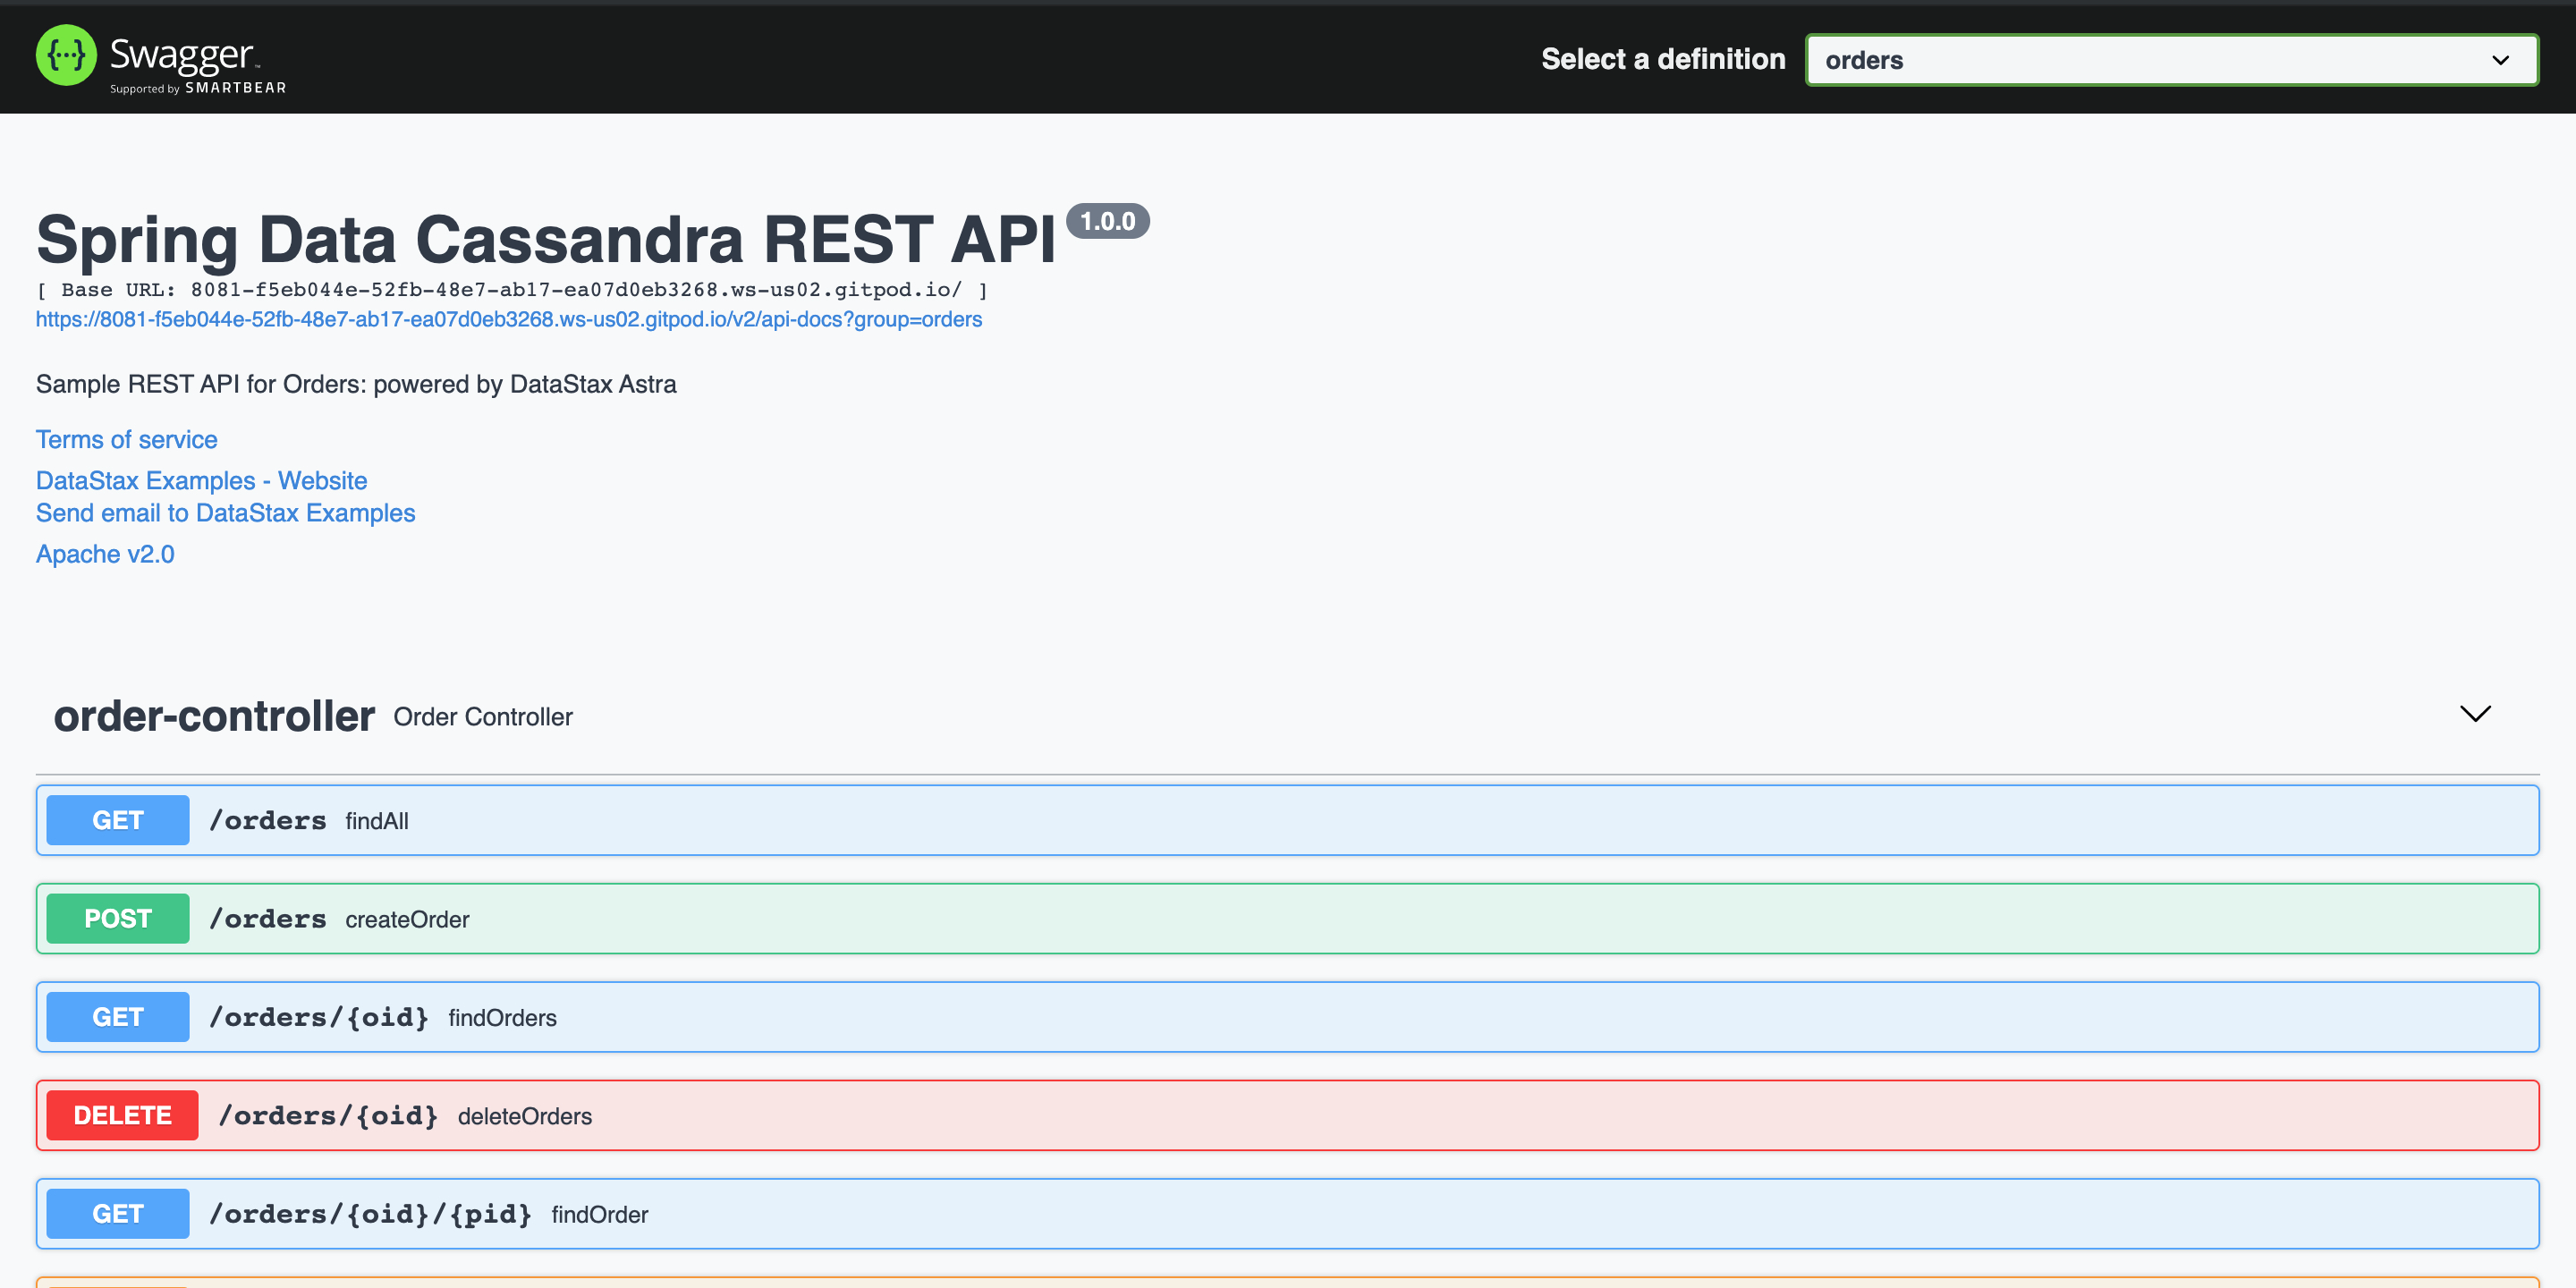 {···} Swagger™
Supported by SMARTBEAR
Select a definition
orders
Spring Data Cassandra REST API 1.0.0
[ Base URL: 8081-f5eb044e-52fb-48e7-ab17-ea07d0eb3268.ws-us02.gitpod.io/ ]
https://8081-f5eb044e-52fb-48e7-ab17-ea07d0eb3268.ws-us02.gitpod.io/v2/api-docs?group=orders
Sample REST API for Orders: powered by DataStax Astra
Terms of service
DataStax Examples - Website
Send email to DataStax Examples
Apache v2.0
order-controller Order Controller
GET /orders findAll
POST /orders createOrder
GET /orders/{oid} findOrders
DELETE /orders/{oid} deleteOrders
GET /orders/{oid}/{pid} findOrder